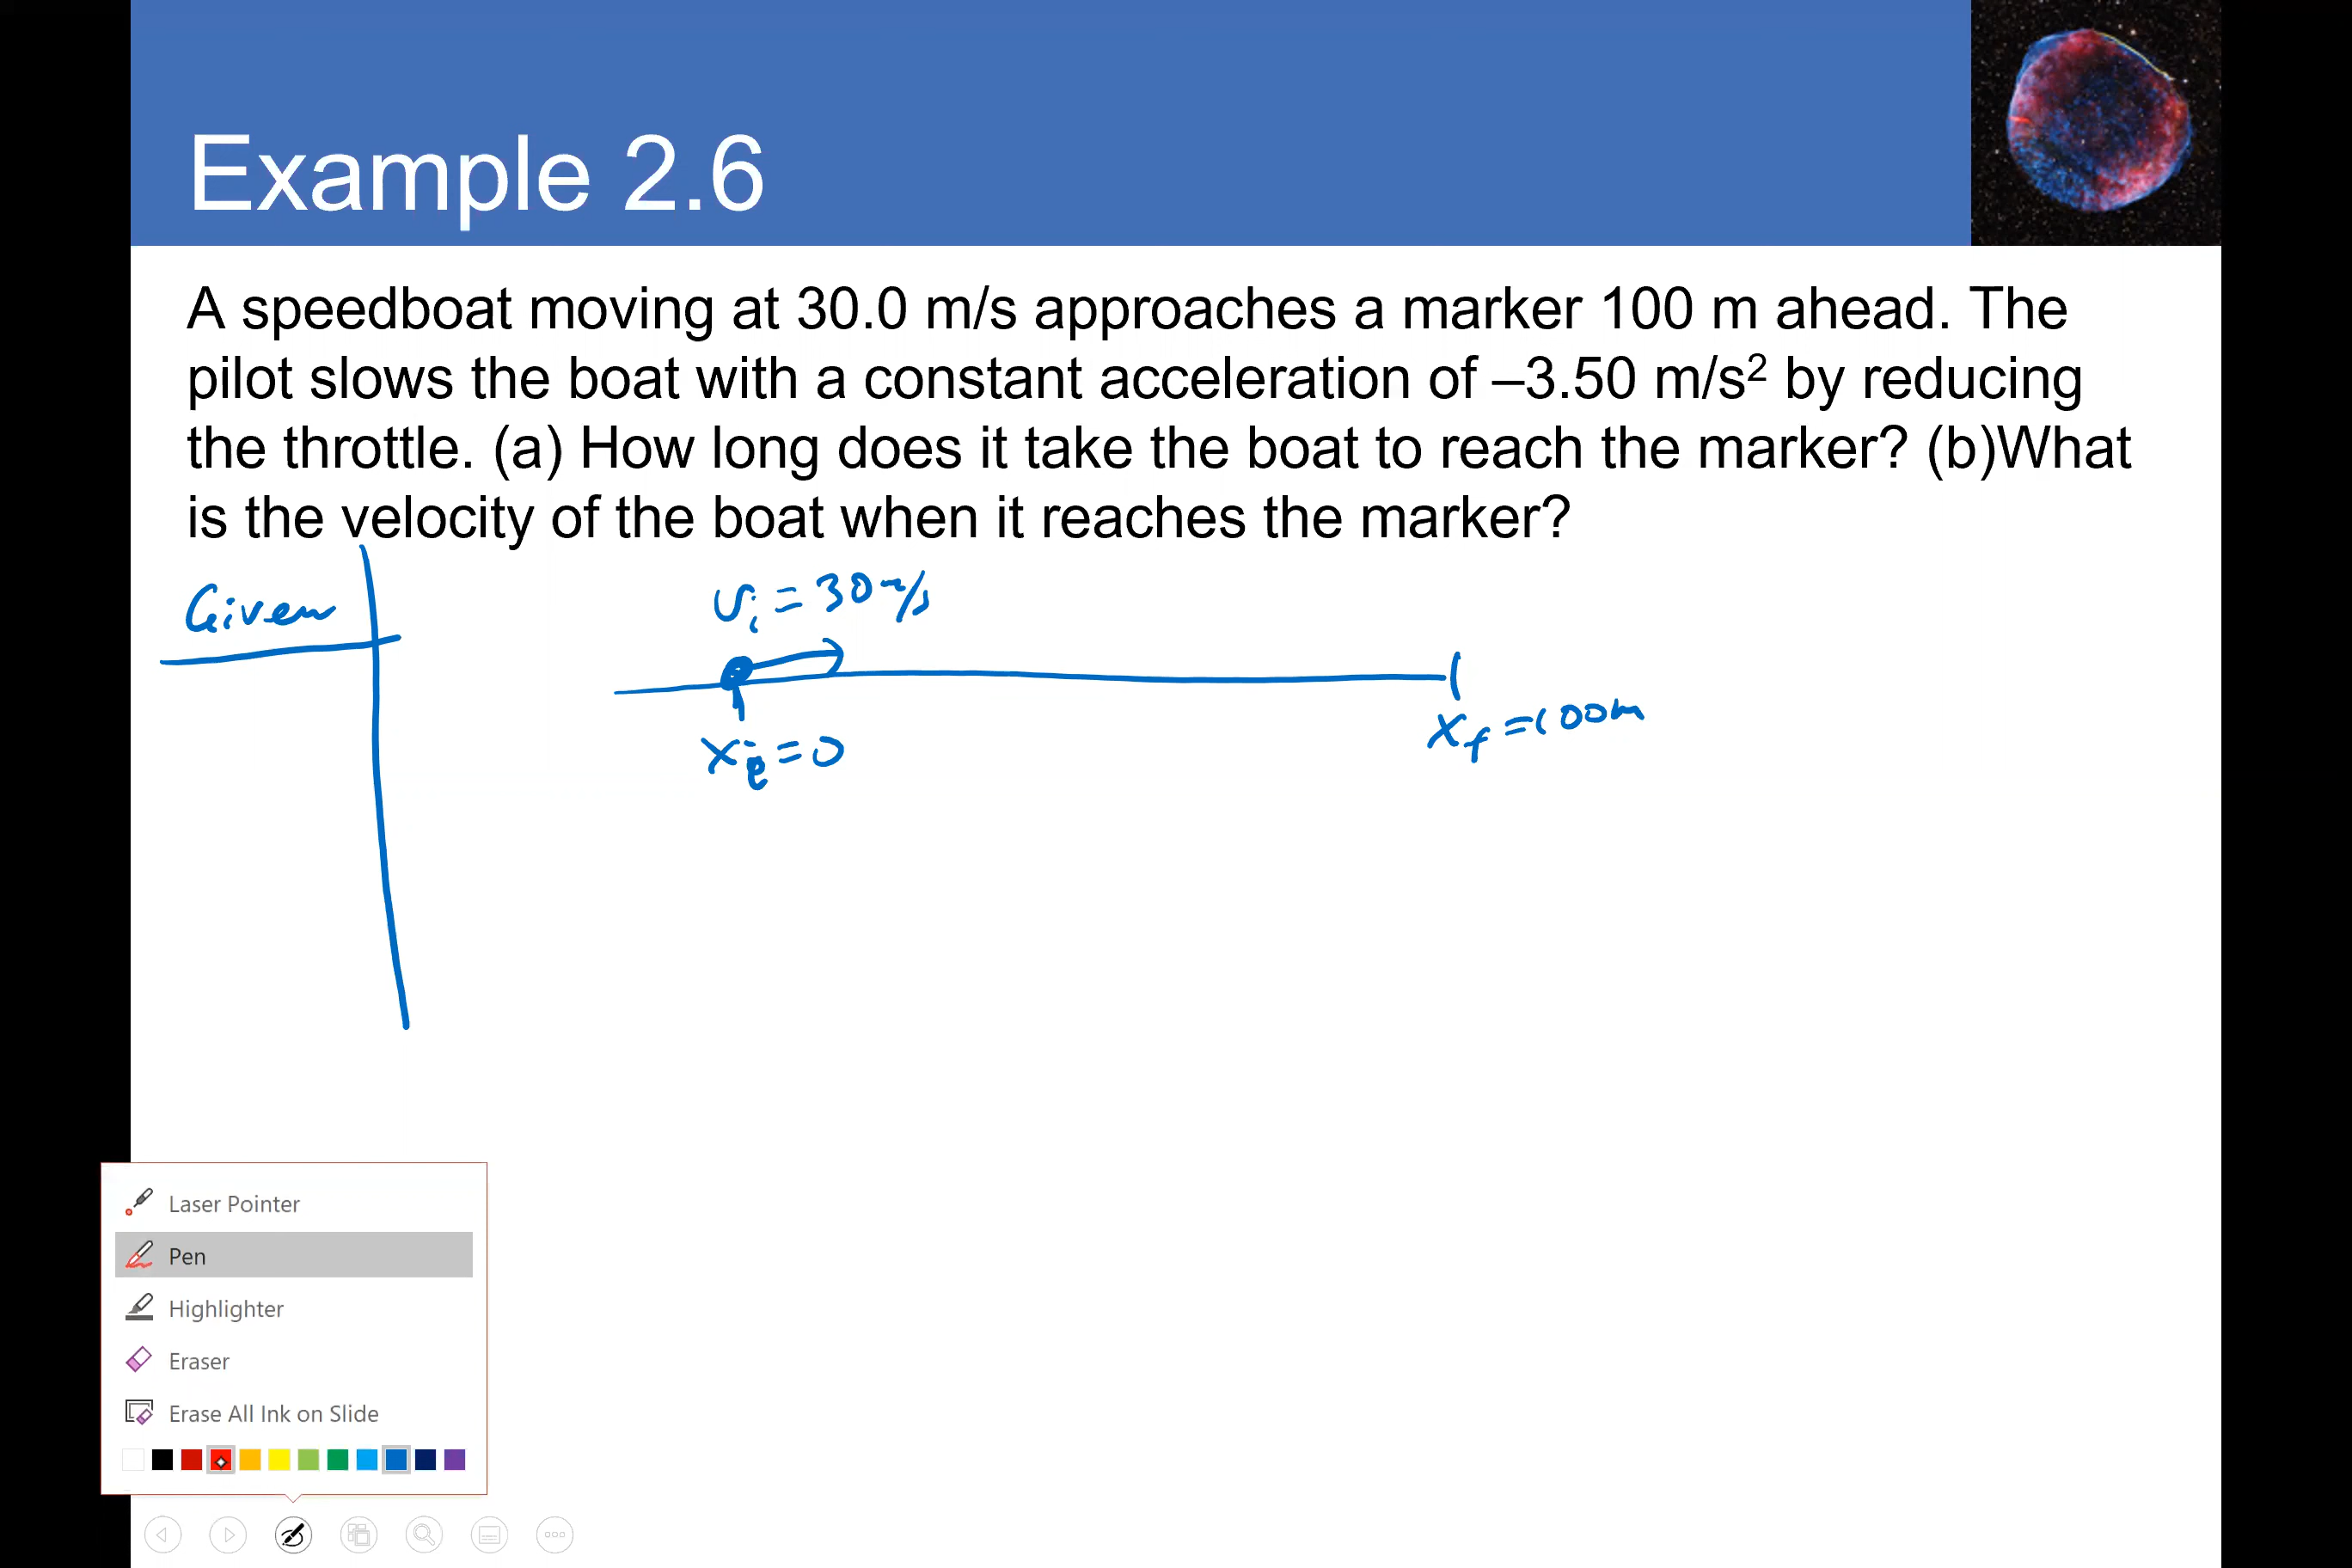 Example 2.6
A speedboat moving at 30.0 m/s approaches a marker 100 m ahead. The
pilot slows the boat with a constant acceleration of –3.50 m/s² by reducing
the throttle. (a) How long does it take the boat to reach the marker? (b)What
is the velocity of the boat when it reaches the marker?
Given
v_i = 30 m/s
x_i = 0
x_f = 100m
Laser Pointer
Pen
Highlighter
Eraser
Erase All Ink on Slide